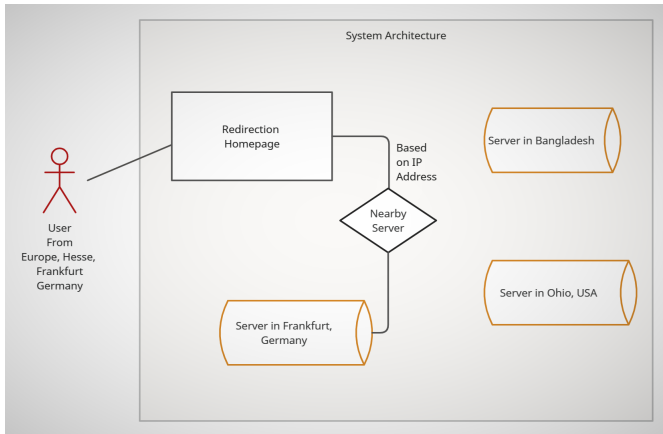 System Architecture
Redirection
Homepage
Based
on IP
Address
Server in Bangladesh
Nearby
Server
User
From
Europe, Hesse,
Frankfurt
Germany
Server in Ohio, USA
Server in Frankfurt,
Germany